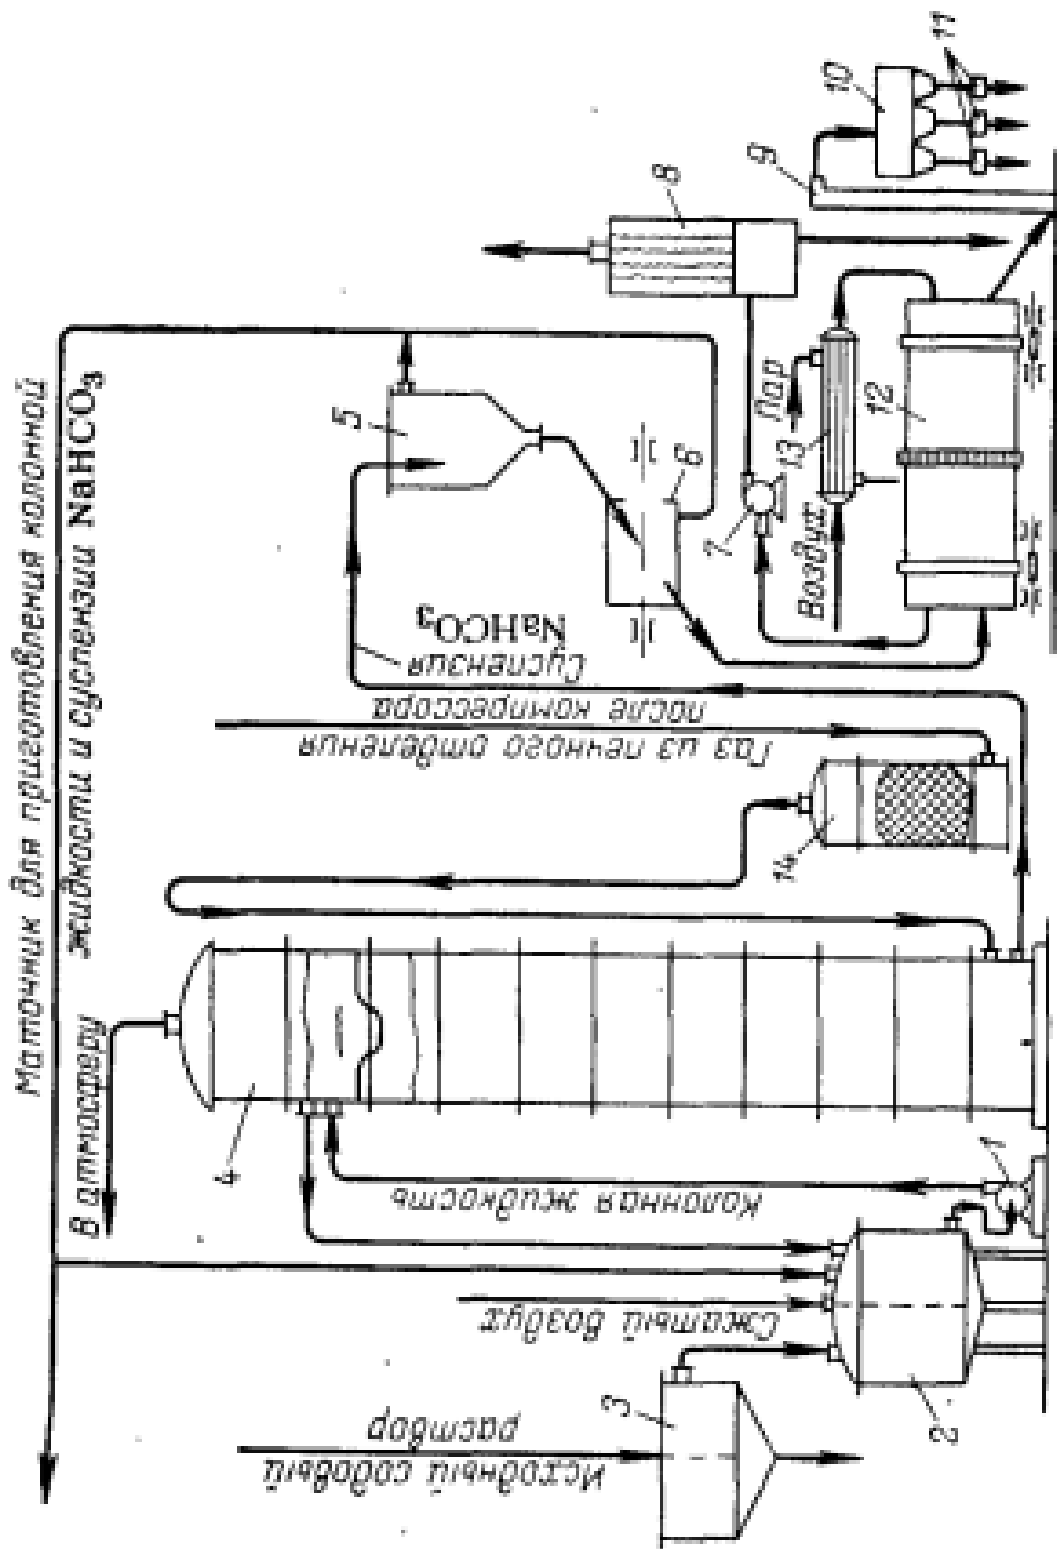 Маточник для приготовления колонной
жидкости и суспензии NaHCO₃
В атмосферу
4
Колонная жидкость
1
Сжатый воздух
Исходный содовый
раствор
3
2
Газ из печного отделения
после компрессора
14
Суспензия
NaHCO₃
5
6
7
8
Пар
13
Воздух
12
9
10
11